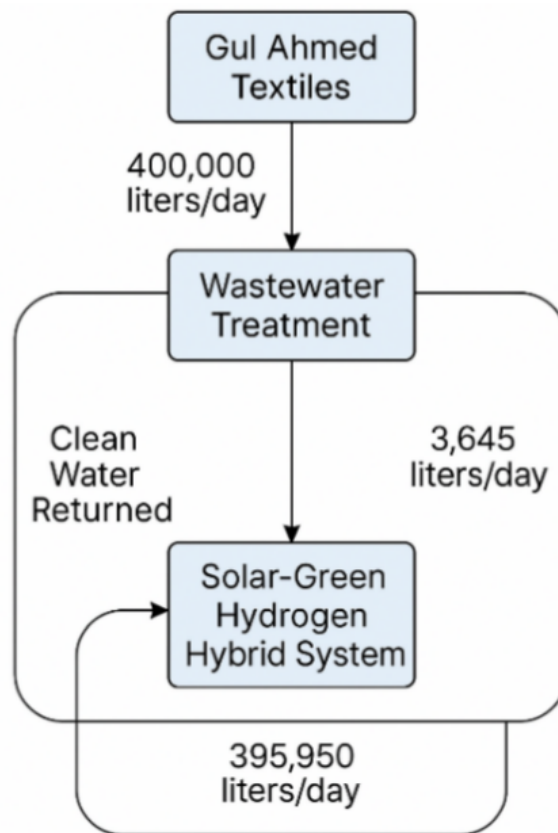 Gul Ahmed
Textiles
400,000
liters/day
Wastewater
Treatment
Clean
Water
Returned
3,645
liters/day
Solar-Green
Hydrogen
Hybrid System
395,950
liters/day